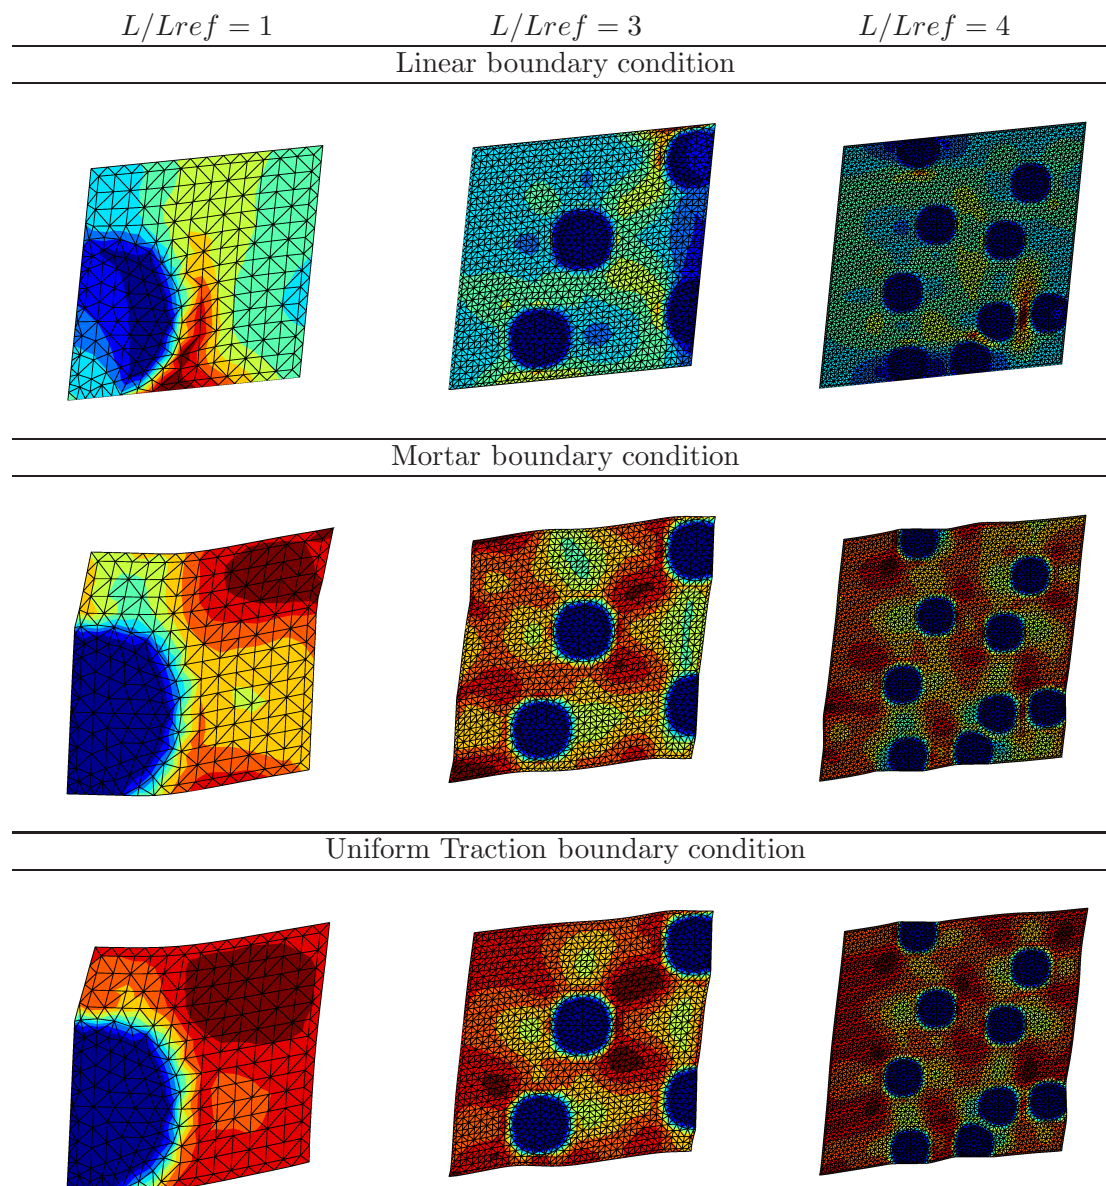 L/Lref = 1 L/Lref = 3 L/Lref = 4
Linear boundary condition
Mortar boundary condition
Uniform Traction boundary condition